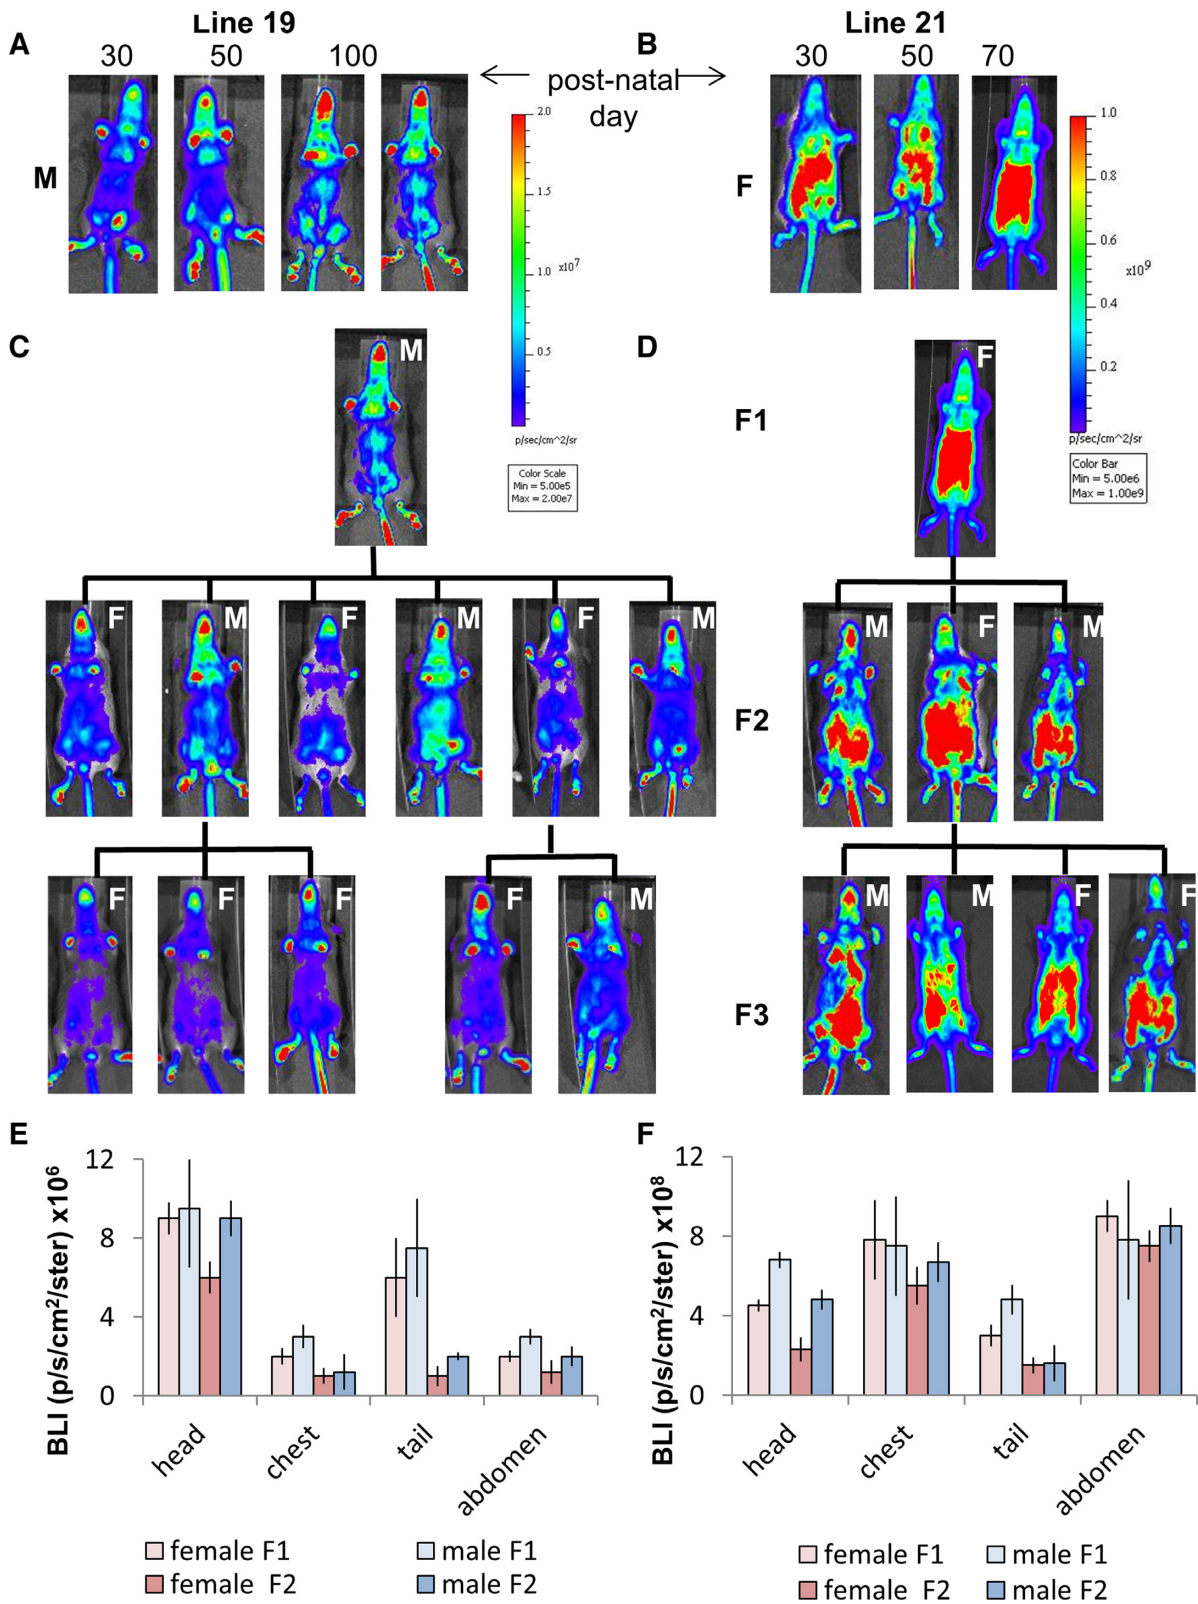 Line 19
Line 21
A
B
30
50
100
post-natal
day
30
50
70
M
F
2.0
1.5
1.0
x10^7
0.5
p/sec/cm^2/sr
Color Scale
Min = 5.00e5
Max = 2.00e7
1.0
0.8
0.6
x10^9
0.4
0.2
p/sec/cm^2/sr
Color Bar
Min = 5.00e6
Max = 1.00e9
C
D
M
F
F1
F
M
F
M
F
M
F2
M
F
M
F
F
F
F
M
F3
M
M
F
F
E
F
BLI (p/s/cm²/ster) x10⁶
12
8
4
0
head
chest
tail
abdomen
female F1
male F1
female F2
male F2
BLI (p/s/cm²/ster) x10⁸
12
8
4
0
head
chest
tail
abdomen
female F1
male F1
female F2
male F2